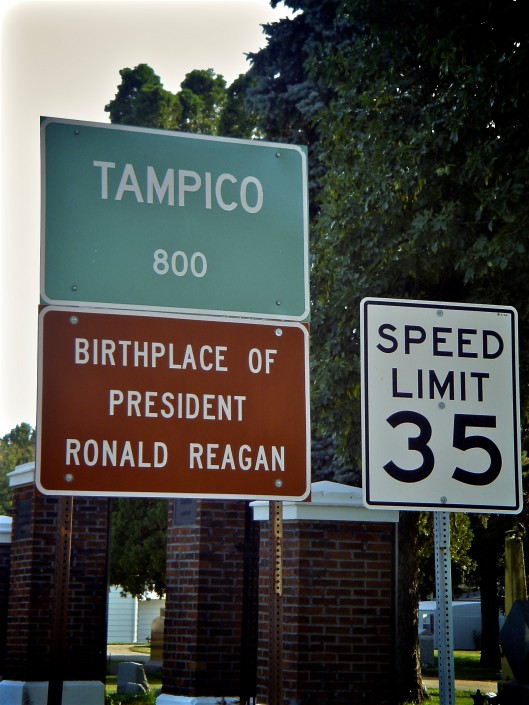 TAMPICO
800
BIRTHPLACE OF
PRESIDENT
RONALD REAGAN
SPEED
LIMIT
35